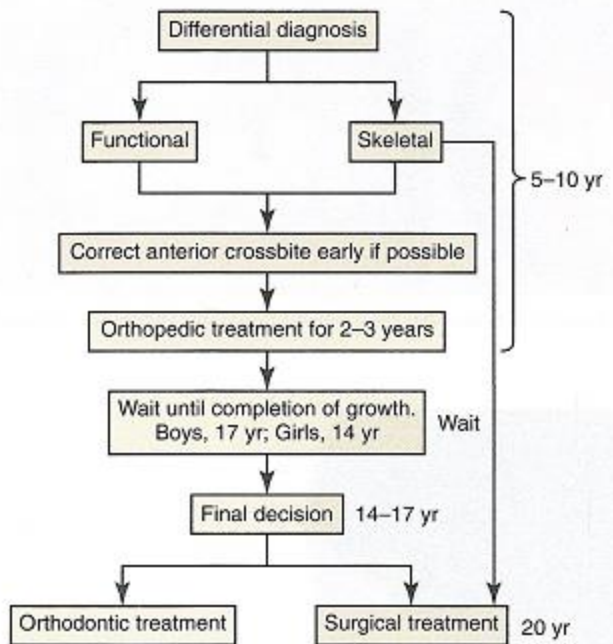 Differential diagnosis
Functional
Skeletal
5–10 yr
Correct anterior crossbite early if possible
Orthopedic treatment for 2–3 years
Wait until completion of growth.
Boys, 17 yr; Girls, 14 yr
Wait
Final decision
14–17 yr
Orthodontic treatment
Surgical treatment
20 yr